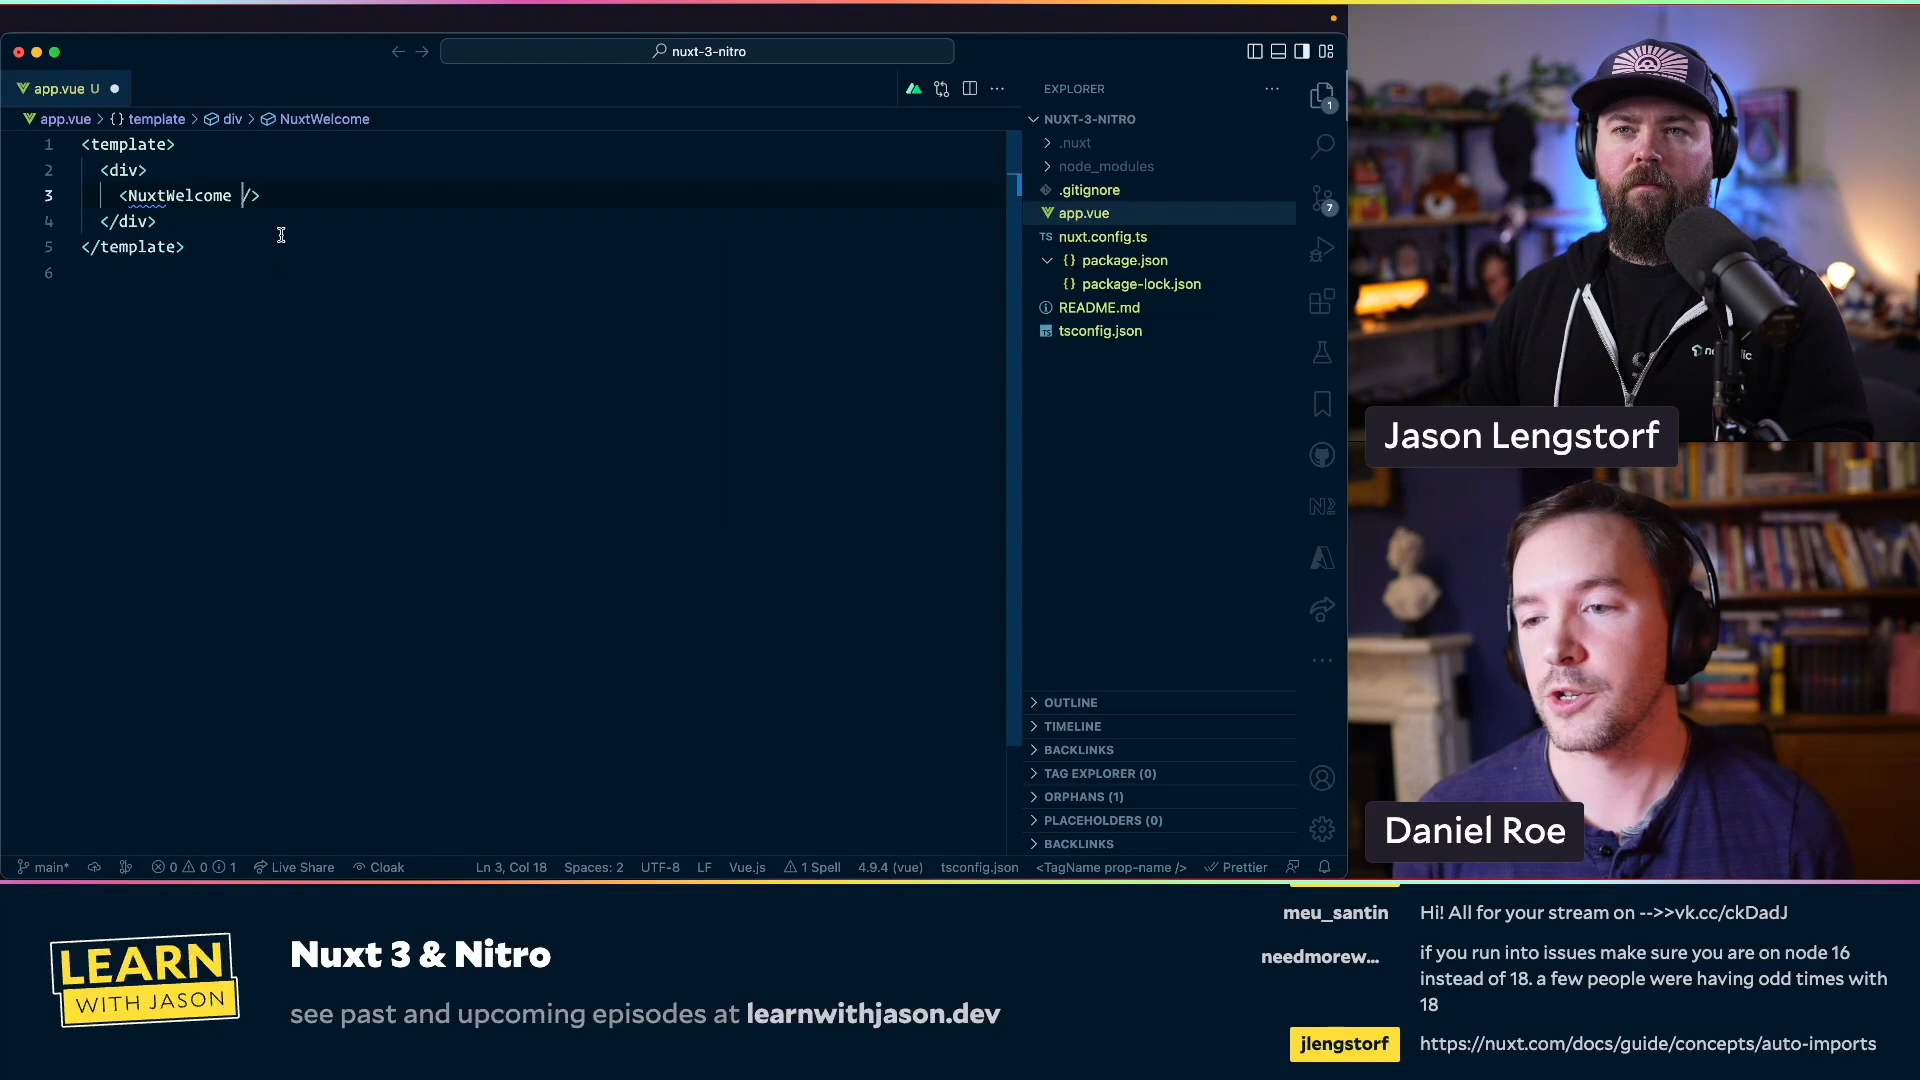 nuxt-3-nitro
app.vue U
app.vue > {} template > div > NuxtWelcome
1 <template>
2 <div>
3 <NuxtWelcome />
4 </div>
5 </template>
6
EXPLORER
NUXT-3-NITRO
.nuxt
node_modules
.gitignore
app.vue
TS nuxt.config.ts
{} package.json
{} package-lock.json
README.md
tsconfig.json
OUTLINE
TIMELINE
BACKLINKS
TAG EXPLORER (0)
ORPHANS (1)
PLACEHOLDERS (0)
BACKLINKS
1
7
main* 0 0 1 Live Share Cloak Ln 3, Col 18 Spaces: 2 UTF-8 LF Vue.js 1 Spell 4.9.4 (vue) tsconfig.json <TagName prop-name /> Prettier
Jason Lengstorf
Daniel Roe
LEARN
WITH JASON
Nuxt 3 & Nitro
see past and upcoming episodes at learnwithjason.dev
meu_santin Hi! All for your stream on -->>vk.cc/ckDadJ
needmorew... if you run into issues make sure you are on node 16
instead of 18. a few people were having odd times with
18
jlengstorf https://nuxt.com/docs/guide/concepts/auto-imports